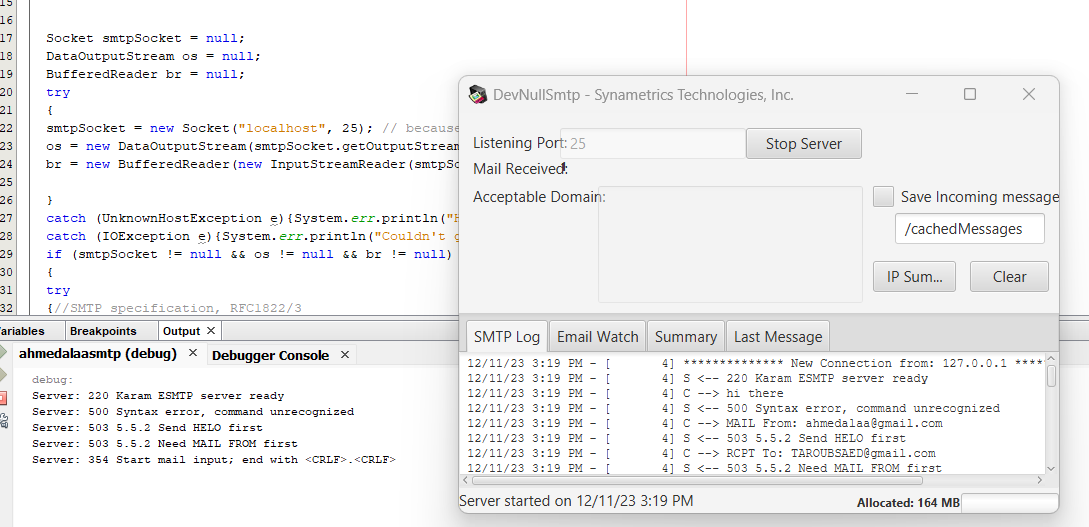 15
16
17 Socket smtpSocket = null;
18 DataOutputStream os = null;
19 BufferedReader br = null;
20 try
21 {
22 smtpSocket = new Socket("localhost", 25); // because
23 os = new DataOutputStream(smtpSocket.getOutputStream
24 br = new BufferedReader(new InputStreamReader(smtpSo
25
26 }
27 catch (UnknownHostException e){System.err.println("
28 catch (IOException e){System.err.println("Couldn't g
29 if (smtpSocket != null && os != null && br != null)
30 {
31 try
32 {//SMTP specification, RFC1822/3
ariables Breakpoints Output ×
ahmedalaasmtp (debug) × Debugger Console ×
debug:
Server: 220 Karam ESMTP server ready
Server: 500 Syntax error, command unrecognized
Server: 503 5.5.2 Send HELO first
Server: 503 5.5.2 Need MAIL FROM first
Server: 354 Start mail input; end with <CRLF>.<CRLF>
DevNullSmtp - Synametrics Technologies, Inc.
Listening Port: 25 Stop Server
Mail Received:
Acceptable Domain: Save Incoming message
/cachedMessages
IP Sum... Clear
SMTP Log Email Watch Summary Last Message
12/11/23 3:19 PM - [ 4] ************** New Connection from: 127.0.0.1 ****
12/11/23 3:19 PM - [ 4] S <-- 220 Karam ESMTP server ready
12/11/23 3:19 PM - [ 4] C --> hi there
12/11/23 3:19 PM - [ 4] S <-- 500 Syntax error, command unrecognized
12/11/23 3:19 PM - [ 4] C --> MAIL From: ahmedalaa@gmail.com
12/11/23 3:19 PM - [ 4] S <-- 503 5.5.2 Send HELO first
12/11/23 3:19 PM - [ 4] C --> RCPT To: TAROUBSAED@gmail.com
12/11/23 3:19 PM - [ 4] S <-- 503 5.5.2 Need MAIL FROM first
Server started on 12/11/23 3:19 PM Allocated: 164 MB